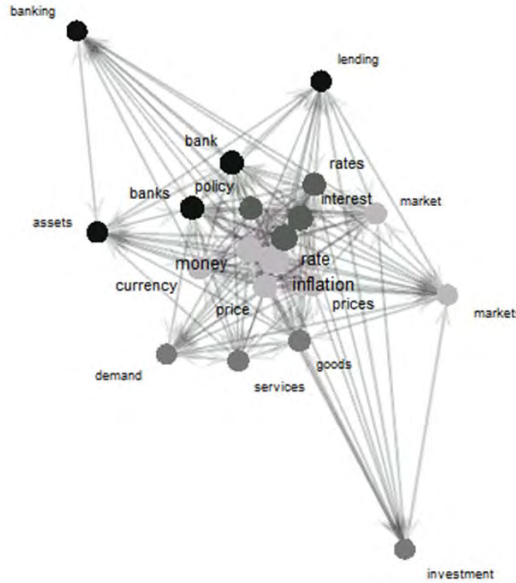 banking
lending
bank
rates
banks
policy
interest
market
assets
money
rate
currency
inflation
price
prices
markets
goods
demand
services
investment